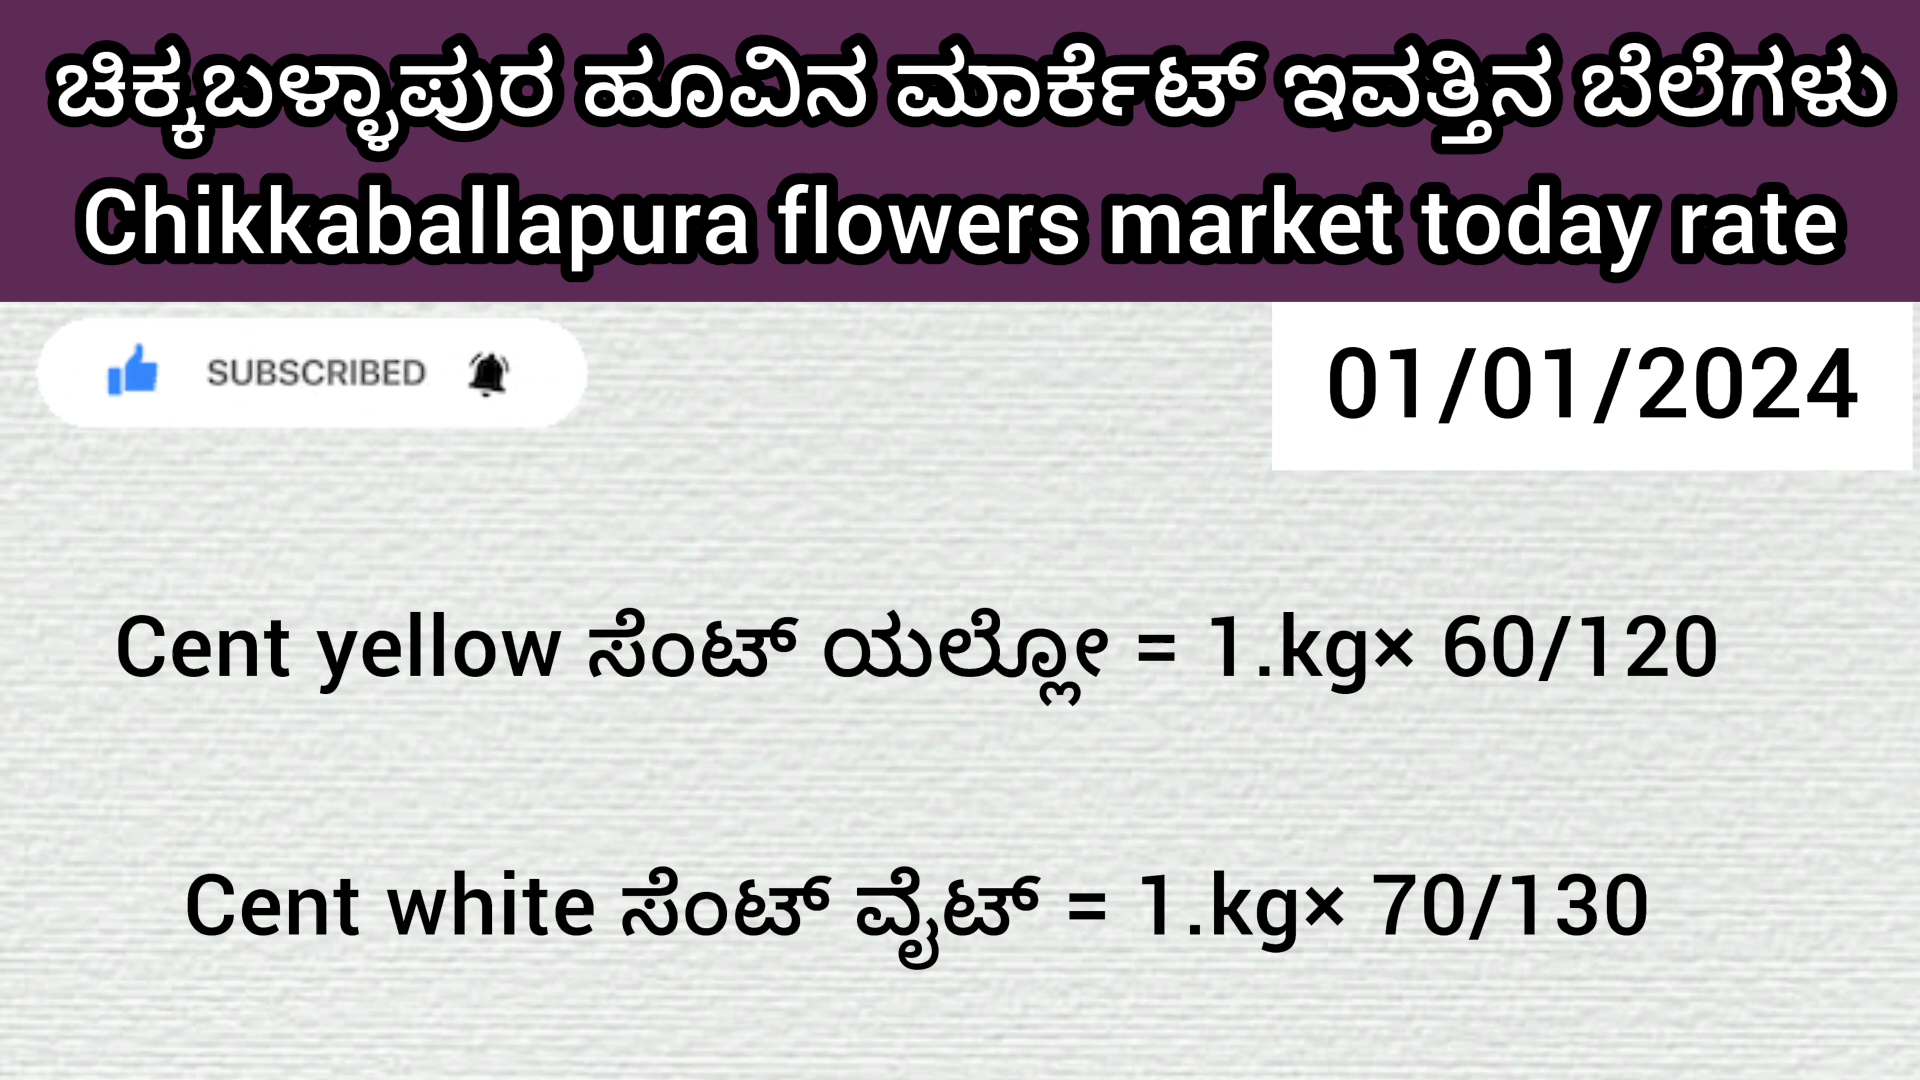 ಚಿಕ್ಕಬಳ್ಳಾಪುರ ಹೂವಿನ ಮಾರ್ಕೆಟ್ ಇವತ್ತಿನ ಬೆಲೆಗಳು
Chikkaballapura flowers market today rate
SUBSCRIBED
01/01/2024
Cent yellow ಸೆಂಟ್ ಯಲ್ಲೋ = 1.kg× 60/120
Cent white ಸೆಂಟ್ ವೈಟ್ = 1.kg× 70/130